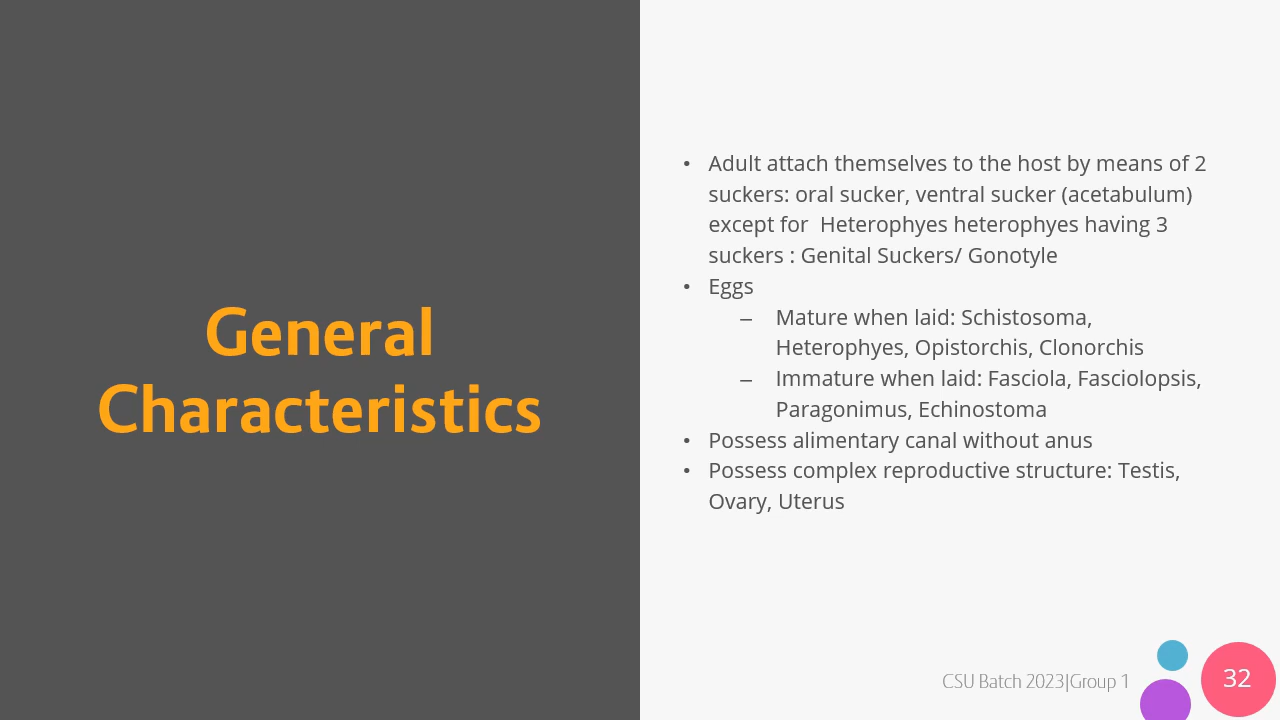 General
Characteristics
• Adult attach themselves to the host by means of 2
suckers: oral sucker, ventral sucker (acetabulum)
except for  Heterophyes heterophyes having 3
suckers : Genital Suckers/ Gonotyle
• Eggs
– Mature when laid: Schistosoma,
Heterophyes, Opistorchis, Clonorchis
– Immature when laid: Fasciola, Fasciolopsis,
Paragonimus, Echinostoma
• Possess alimentary canal without anus
• Possess complex reproductive structure: Testis,
Ovary, Uterus
CSU Batch 2023|Group 1
32